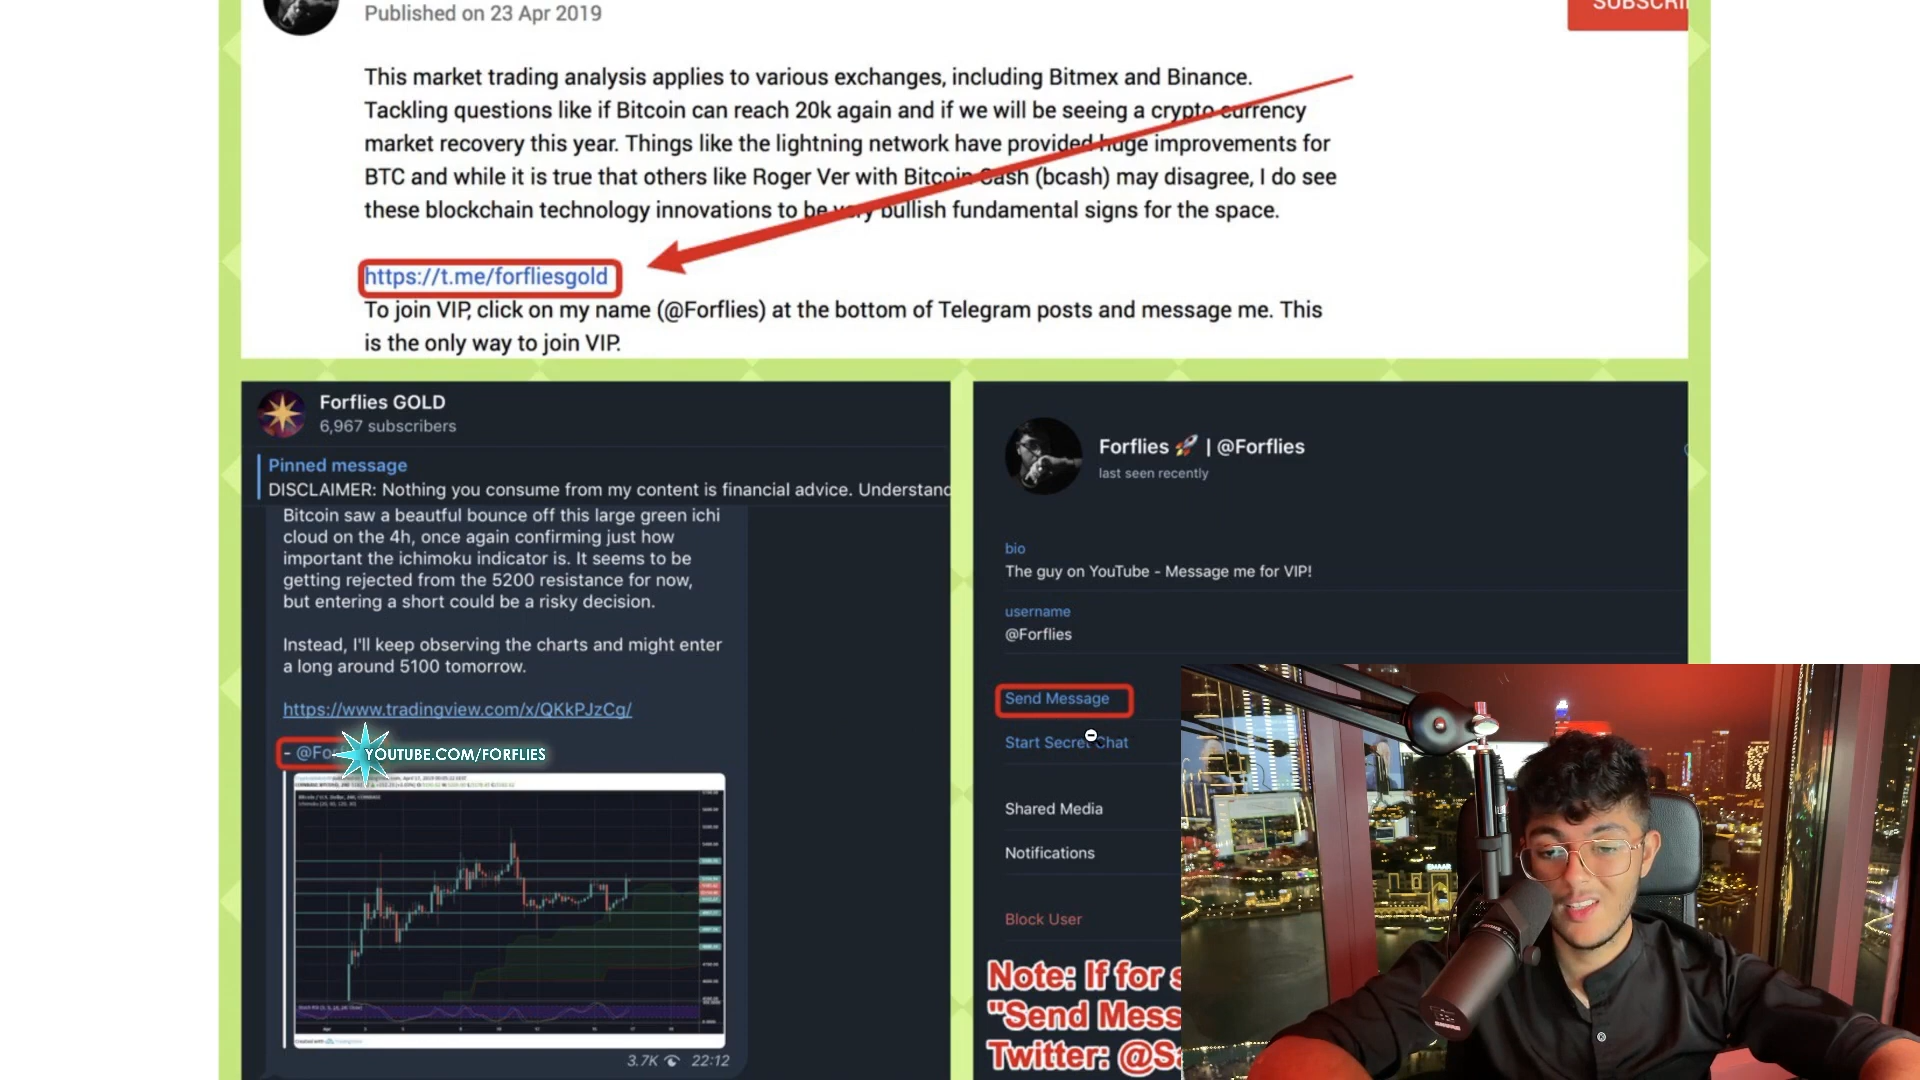 Published on 23 Apr 2019
This market trading analysis applies to various exchanges, including Bitmex and Binance.
Tackling questions like if Bitcoin can reach 20k again and if we will be seeing a crypto currency
market recovery this year. Things like the lightning network have provided huge improvements for
BTC and while it is true that others like Roger Ver with Bitcoin Cash (bcash) may disagree, I do see
these blockchain technology innovations to be very bullish fundamental signs for the space.
https://t.me/forfliesgold
To join VIP, click on my name (@Forflies) at the bottom of Telegram posts and message me. This
is the only way to join VIP.
Forflies GOLD
6,967 subscribers
Pinned message
DISCLAIMER: Nothing you consume from my content is financial advice. Understand
Bitcoin saw a beautful bounce off this large green ichi
cloud on the 4h, once again confirming just how
important the ichimoku indicator is. It seems to be
getting rejected from the 5200 resistance for now,
but entering a short could be a risky decision.
Instead, I'll keep observing the charts and might enter
a long around 5100 tomorrow.
https://www.tradingview.com/x/QKkPJzCg/
- @Fo
YOUTUBE.COM/FORFLIES
3.7K 22:12
Forflies 🚀 | @Forflies
last seen recently
bio
The guy on YouTube - Message me for VIP!
username
@Forflies
Send Message
Start Secret Chat
Shared Media
Notifications
Block User
Note: If for s
"Send Mess
Twitter: @Sa
EMAAR